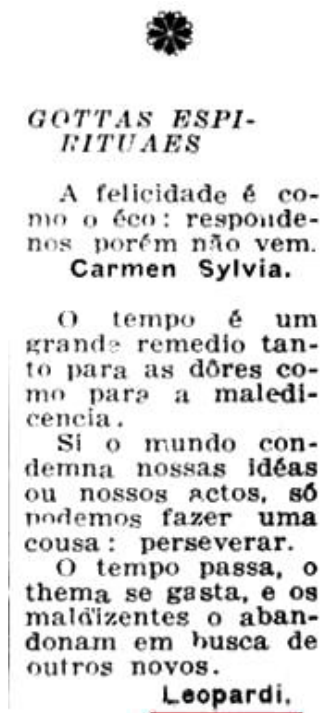 GOTTAS ESPI-
RITUAES
A felicidade é co-
mo o éco: responde-
nos porém não vem.
Carmen Sylvia.
O tempo é um
grande remedio tan-
to para as dôres co-
mo para a maledi-
cencia.
Si o mundo con-
demna nossas idéas
ou nossos actos, só
podemos fazer uma
cousa: perseverar.
O tempo passa, o
thema se gasta, e os
maldizentes o aban-
donam em busca de
outros novos.
Leopardi.